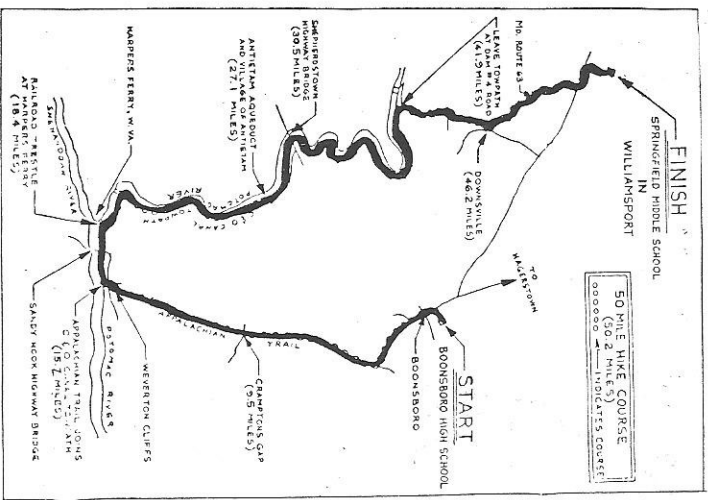 FINISH
SPRINGFIELD MIDDLE SCHOOL
IN
WILLIAMSPORT
50 MILE HIKE COURSE
(50.2 MILES)
INDICATES COURSE
MD. ROUTE 63
LEAVE TOWPATH
AT DAM #4 ROAD
(41.9 MILES)
DOWNSVILLE
(46.2 MILES)
TO
HAGERSTOWN
START
BOONSBORO HIGH SCHOOL
BOONSBORO
SHEPHERDSTOWN
HIGHWAY BRIDGE
(30.5 MILES)
ANTIETAM AQUEDUCT
AND VILLAGE OF ANTIETAM
(27.1 MILES)
POTOMAC
RIVER
C&O CANAL
TOWPATH
APPALACHIAN TRAIL
CRAMPTONS GAP
(9.5 MILES)
HARPERS FERRY, W. VA.
RAILROAD TRESTLE
AT HARPERS FERRY
(18.4 MILES)
SHENANDOAH RIVER
POTOMAC RIVER
WEVERTON CLIFFS
APPALACHIAN TRAIL JOINS
C&O CANAL TOWPATH
SANDY HOOK HIGHWAY BRIDGE